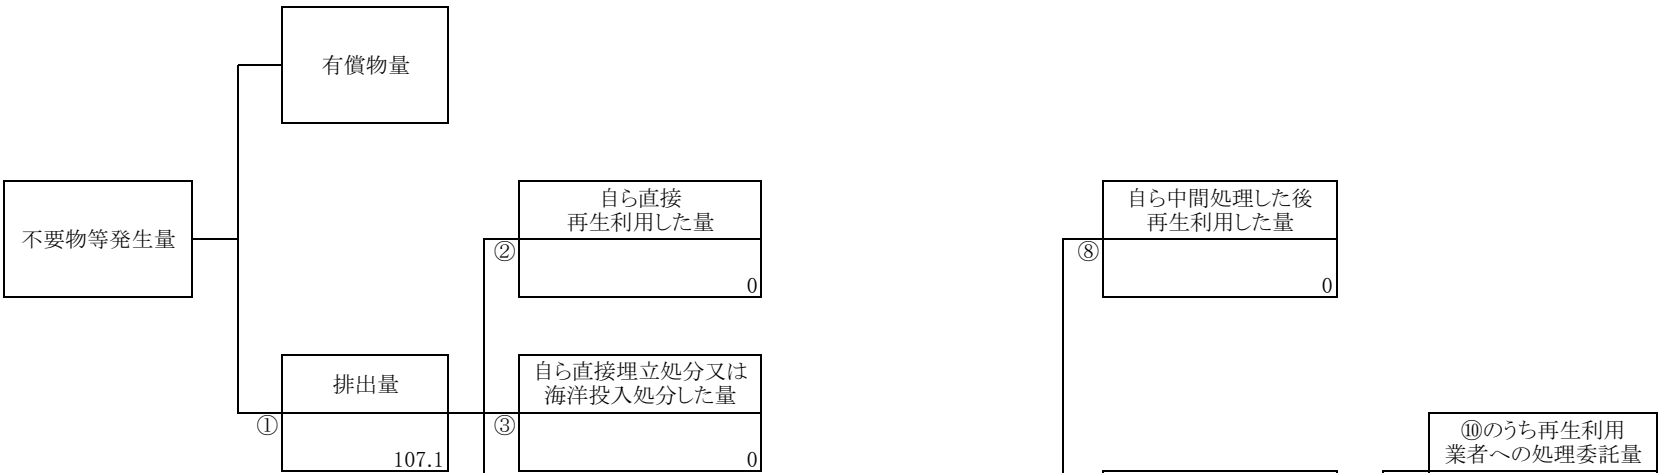 有償物量
不要物等発生量
自ら直接
再生利用した量
②
0
自ら中間処理した後
再生利用した量
⑧
0
排出量
①
107.1
自ら直接埋立処分又は
海洋投入処分した量
③
0
⑩のうち再生利用
業者への処理委託量